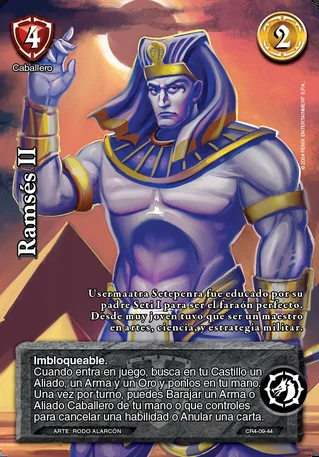 4
2
Caballero
© 2024 FENIX ENTERTAINMENT S.P.A.
Ramsés II
Usermaatra Setepenra fue educado por su
padre Seti I para ser el faraón perfecto.
Desde muy joven tuvo que ser un maestro
en artes, ciencia, y estrategia militar.
Imbloqueable.
Cuando entra en juego, busca en tu Castillo un
Aliado, un Arma y un Oro y ponlos en tu mano.
Una vez por turno, puedes Barajar un Arma o
Aliado Caballero de tu mano o que controles
para cancelar una habilidad o Anular una carta.
ARTE: RODO ALARCÓN
CR4-09-44